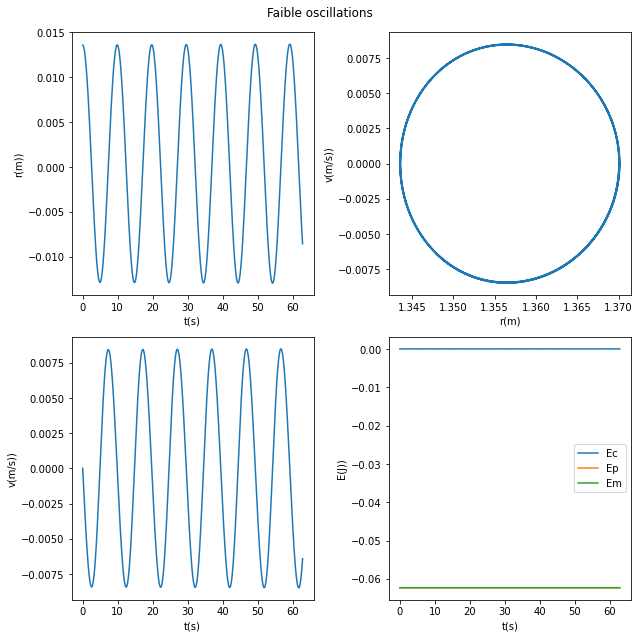 Faible oscillations
0.015
0.010
0.005
0.000
−0.005
−0.010
r(m))
0 10 20 30 40 50 60
t(s)
0.0075
0.0050
0.0025
0.0000
−0.0025
−0.0050
−0.0075
v(m/s))
1.345 1.350 1.355 1.360 1.365 1.370
r(m)
0.0075
0.0050
0.0025
0.0000
−0.0025
−0.0050
−0.0075
v(m/s))
0 10 20 30 40 50 60
t(s)
0.00
−0.01
−0.02
−0.03
−0.04
−0.05
−0.06
E(J))
Ec
Ep
Em
0 10 20 30 40 50 60
t(s)